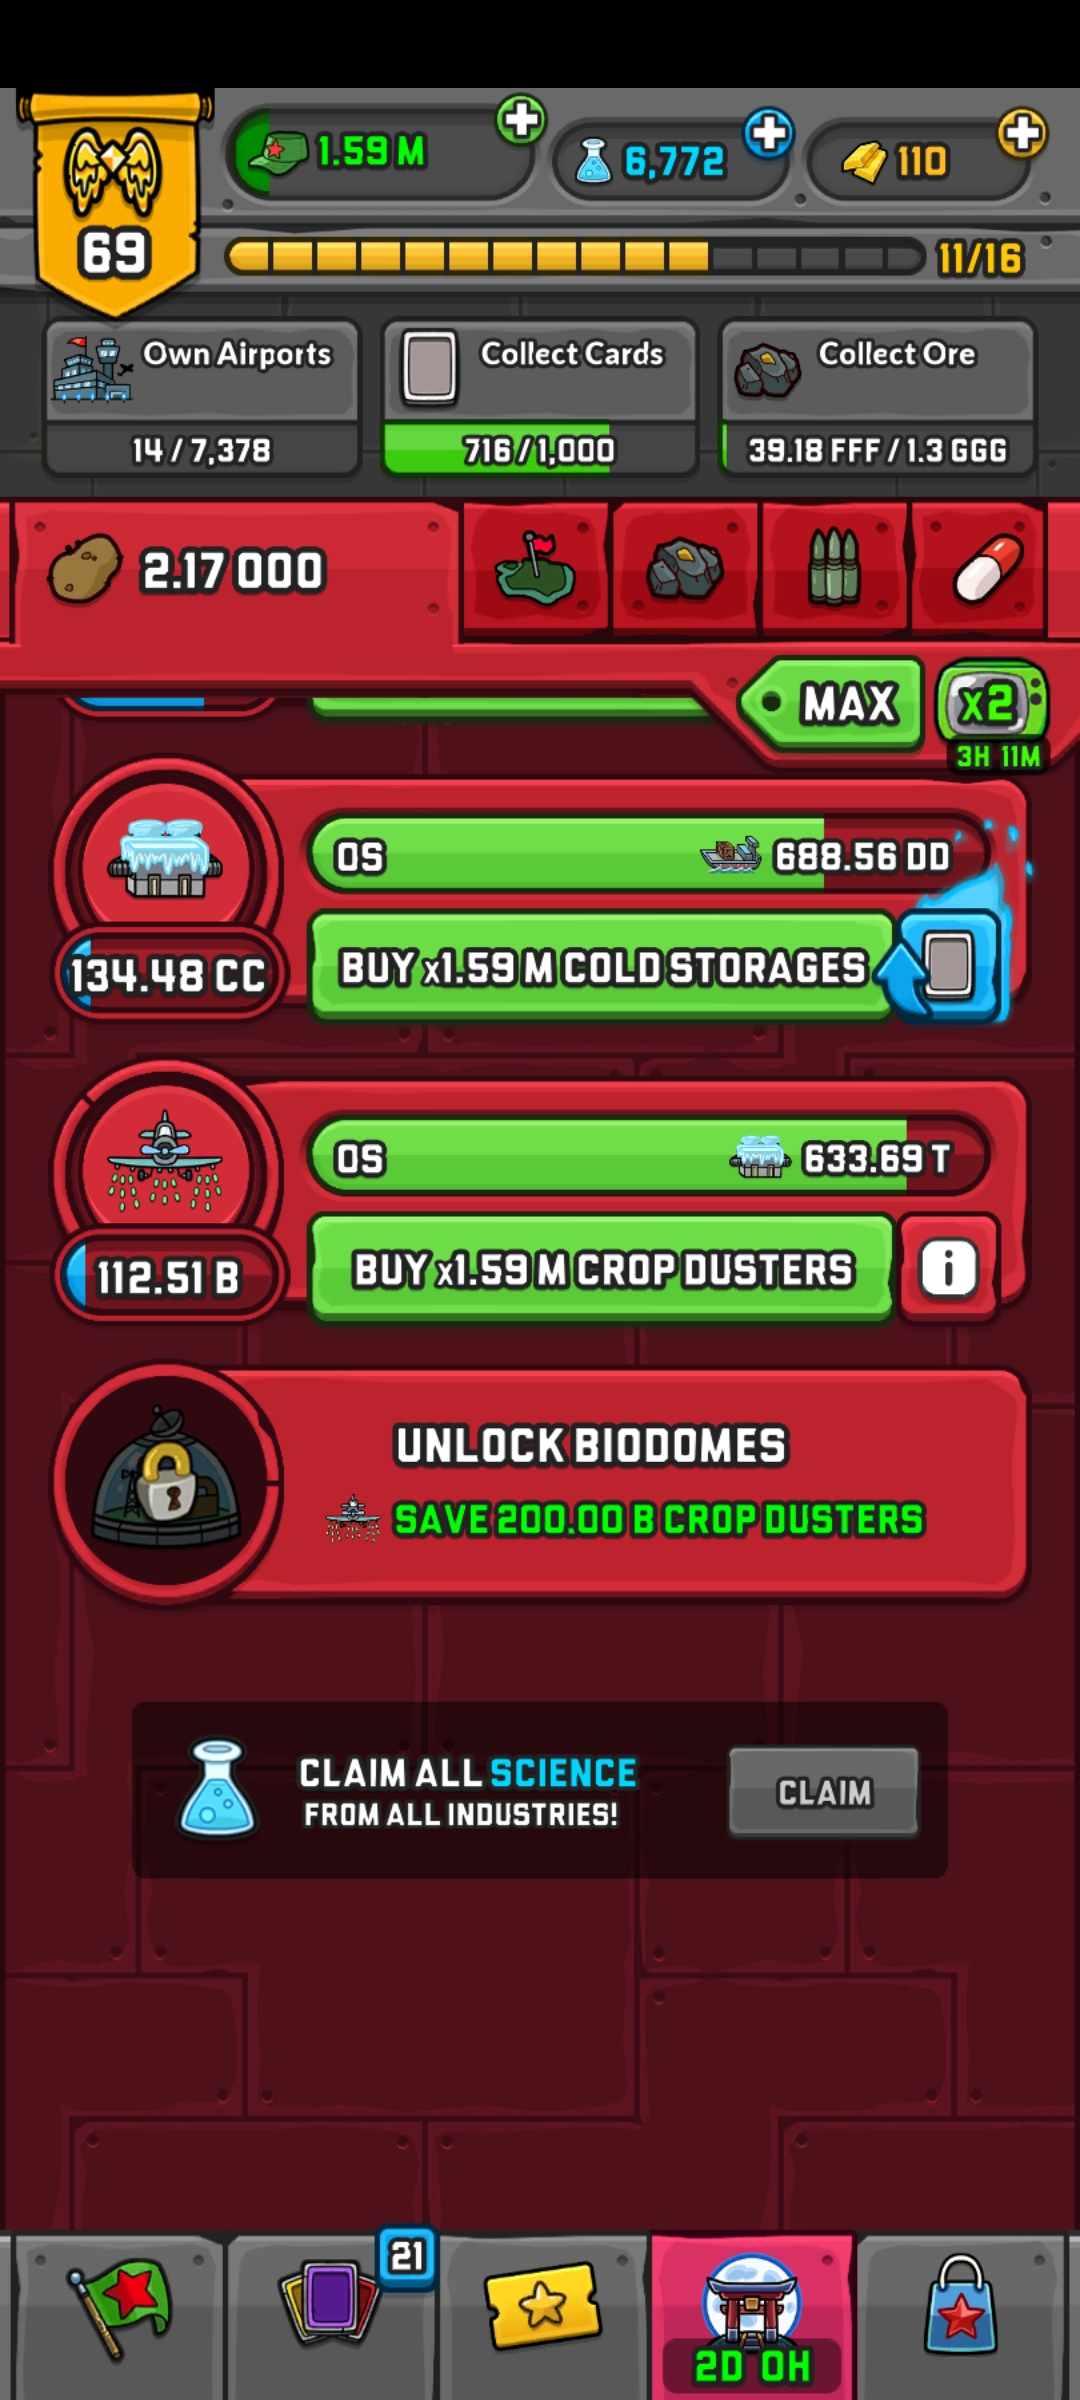 69
1.59 M
6,772
110
11/16
Own Airports
14 / 7,378
Collect Cards
716 / 1,000
Collect Ore
39.18 FFF / 1.3 GGG
2.17 OOO
MAX
x2
3H 11M
0S
688.56 DD
134.48 CC
BUY x1.59 M COLD STORAGES
0S
633.69 T
112.51 B
BUY x1.59 M CROP DUSTERS
i
UNLOCK BIODOMES
SAVE 200.00 B CROP DUSTERS
CLAIM ALL SCIENCE
FROM ALL INDUSTRIES!
CLAIM
21
2D 0H